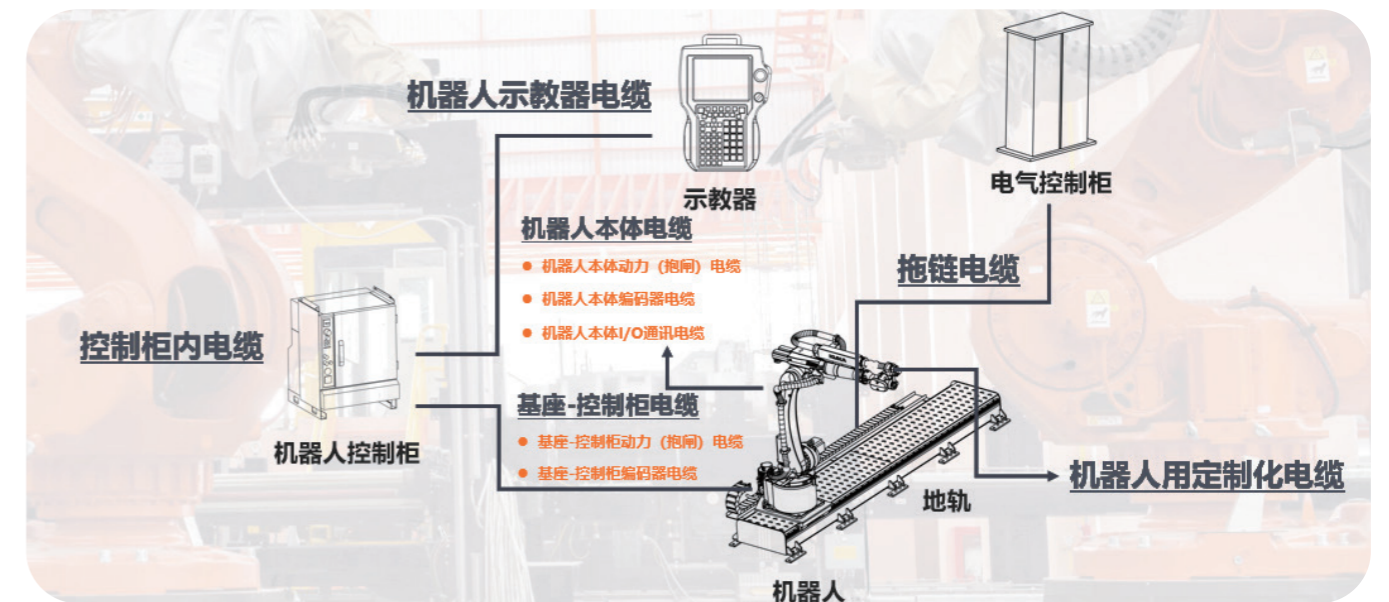 机器人示教器电缆
示教器
电气控制柜
机器人本体电缆
● 机器人本体动力（抱闸）电缆
● 机器人本体编码器电缆
● 机器人本体I/O通讯电缆
拖链电缆
控制柜内电缆
机器人控制柜
基座-控制柜电缆
● 基座-控制柜动力（抱闸）电缆
● 基座-控制柜编码器电缆
机器人用定制化电缆
地轨
机器人